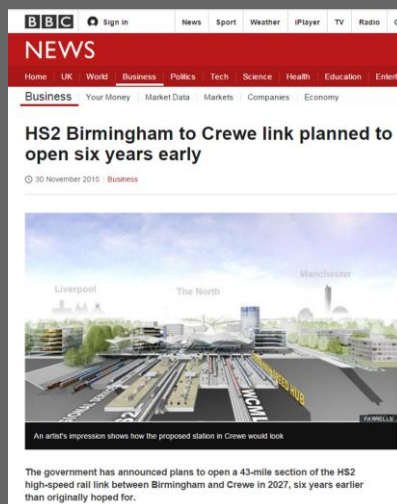 BBC Sign in News Sport Weather iPlayer TV Radio
NEWS
Home UK World Business Politics Tech Science Health Education
Business Your Money Market Data Markets Companies Economy
HS2 Birmingham to Crewe link planned to
open six years early
30 November 2015 Business
Liverpool
The North
Manchester
HS2
WCML
HUB
FARRELLS
An artist's impression shows how the proposed station in Crewe would look
The government has announced plans to open a 43-mile section of the HS2
high-speed rail link between Birmingham and Crewe in 2027, six years earlier
than originally hoped for.